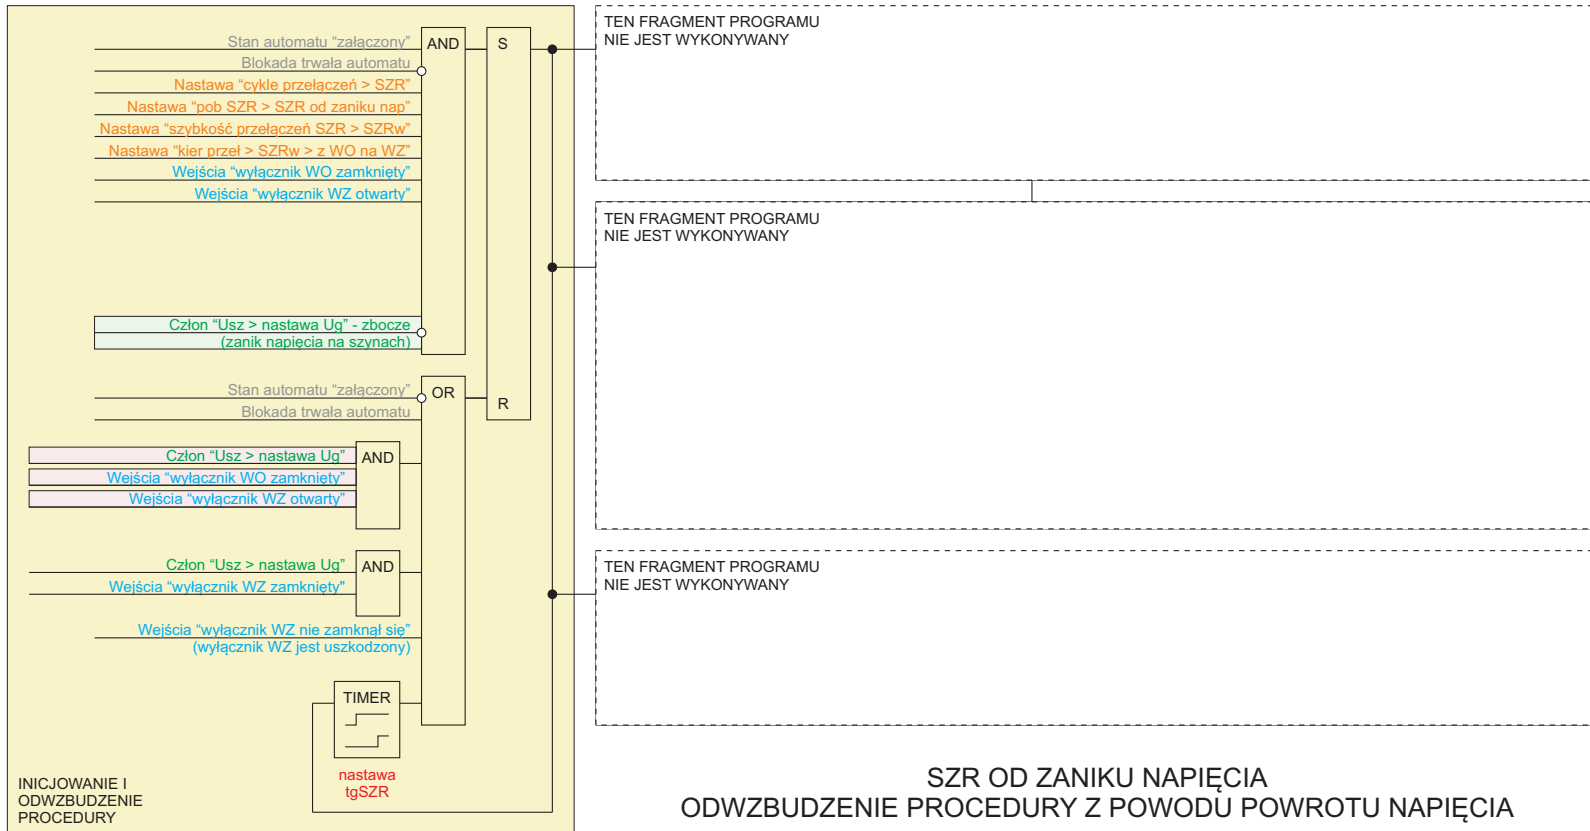 Stan automatu “załączony”
AND
S
Blokada trwała automatu
Nastawa “cykle przełączeń > SZR”
Nastawa “pob SZR > SZR od zaniku nap”
Nastawa “szybkość przełączeń SZR > SZRw”
Nastawa “kier przeł > SZRw > z WO na WZ”
Wejścia “wyłącznik WO zamknięty”
Wejścia “wyłącznik WZ otwarty”
Człon “Usz > nastawa Ug” - zbocze
(zanik napięcia na szynach)
Stan automatu “załączony”
OR
R
Blokada trwała automatu
Człon “Usz > nastawa Ug”
AND
Wejścia “wyłącznik WO zamknięty”
Wejścia “wyłącznik WZ otwarty”
Człon “Usz > nastawa Ug”
AND
Wejścia “wyłącznik WZ zamknięty"
Wejścia “wyłącznik WZ nie zamknął się”
(wyłącznik WZ jest uszkodzony)
TIMER
nastawa
tgSZR
INICJOWANIE I
ODWZBUDZENIE
PROCEDURY
TEN FRAGMENT PROGRAMU
NIE JEST WYKONYWANY
TEN FRAGMENT PROGRAMU
NIE JEST WYKONYWANY
TEN FRAGMENT PROGRAMU
NIE JEST WYKONYWANY
SZR OD ZANIKU NAPIĘCIA
ODWZBUDZENIE PROCEDURY Z POWODU POWROTU NAPIĘCIA